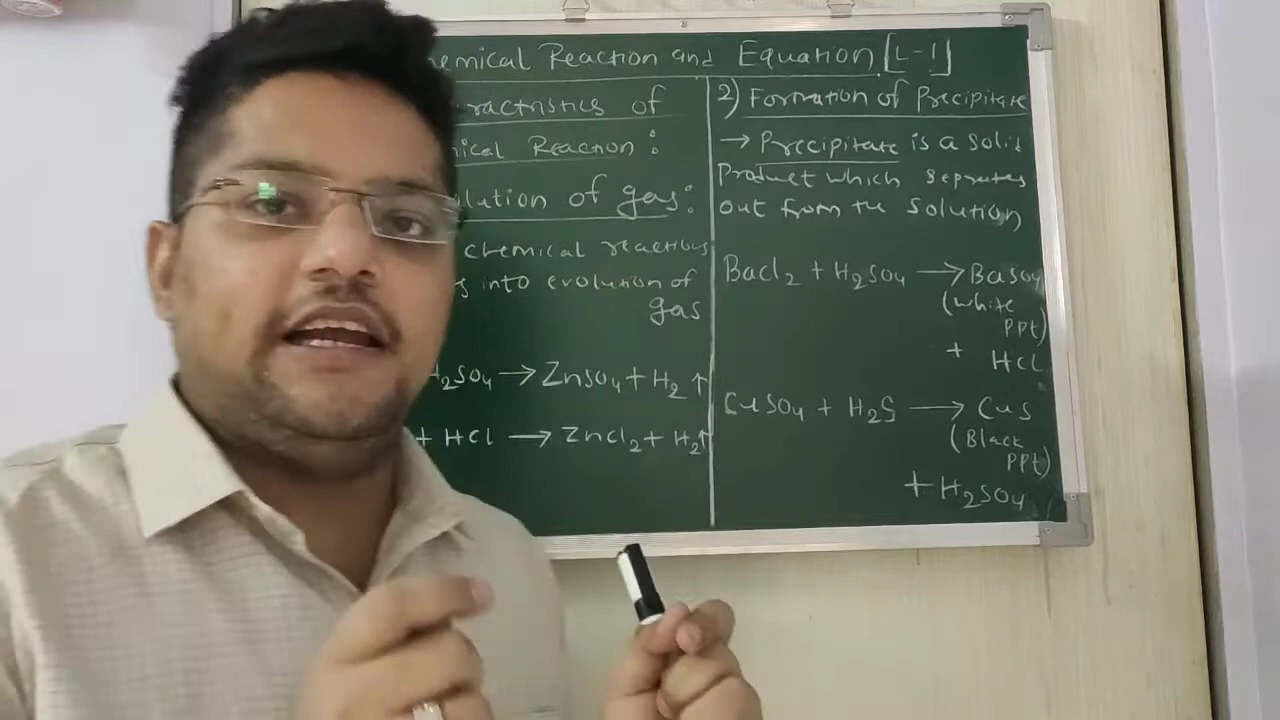 emical Reaction and Equation [L-1]
ractristics of
ical Reaction :
lution of gas:
chemical reactions
s into evolution of
gas
H₂SO₄ → ZnSO₄ + H₂ ↑
+ HCl → ZnCl₂ + H₂↑
2) Formation of Precipitate
→ Precipitate is a solid
Product which seprates
out from the solution
BaCl₂ + H₂SO₄ → BaSO₄
(White
PPt)
+ HCl
CuSO₄ + H₂S → CuS
(Black
PPt)
+ H₂SO₄